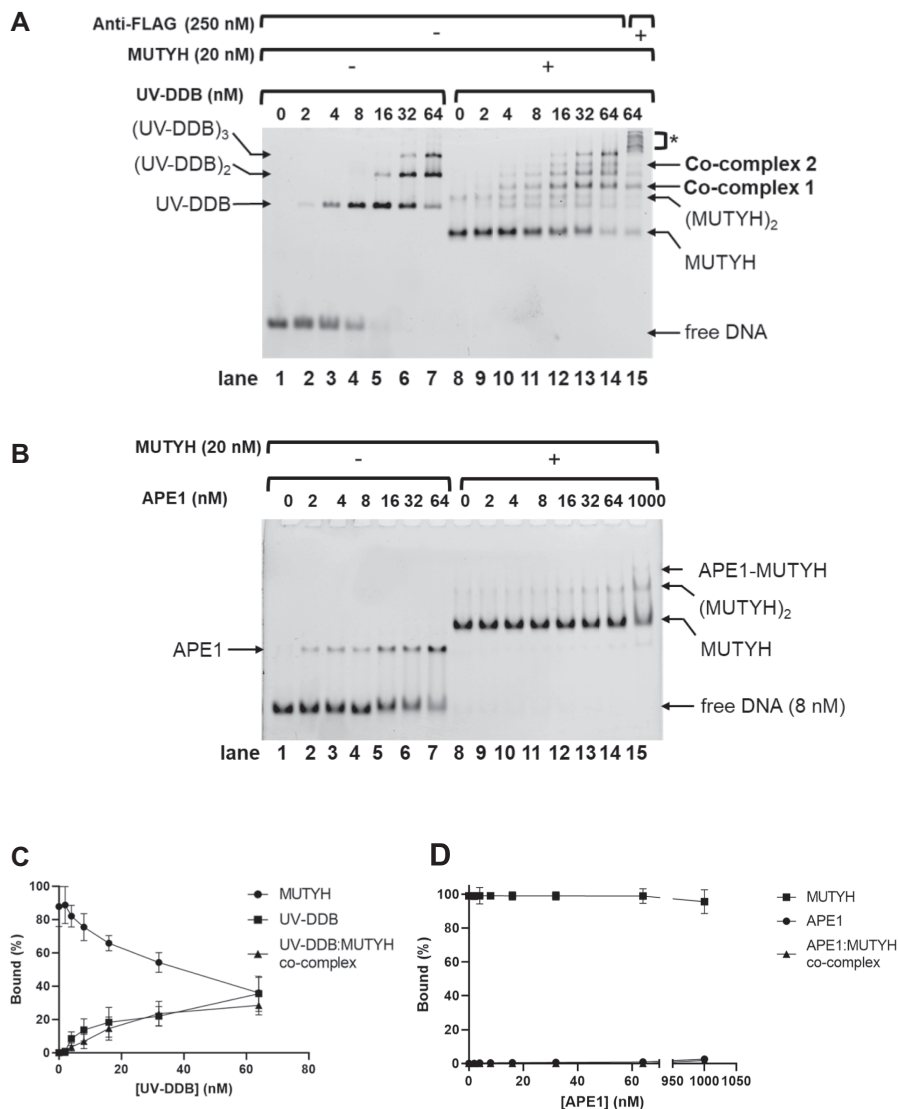 A
Anti-FLAG (250 nM) - +
MUTYH (20 nM) - +
UV-DDB (nM) 0 2 4 8 16 32 64 0 2 4 8 16 32 64 64
(UV-DDB)3
(UV-DDB)2
UV-DDB
*
Co-complex 2
Co-complex 1
(MUTYH)2
MUTYH
free DNA
lane 1 2 3 4 5 6 7 8 9 10 11 12 13 14 15
B
MUTYH (20 nM) - +
APE1 (nM) 0 2 4 8 16 32 64 0 2 4 8 16 32 64 1000
APE1
APE1-MUTYH
(MUTYH)2
MUTYH
free DNA (8 nM)
lane 1 2 3 4 5 6 7 8 9 10 11 12 13 14 15
C
Bound (%)
100
80
60
40
20
0
0 20 40 60 80
[UV-DDB] (nM)
MUTYH
UV-DDB
UV-DDB:MUTYH
co-complex
D
Bound (%)
100
80
60
40
20
0
0 20 40 60 950 1000 1050
[APE1] (nM)
MUTYH
APE1
APE1:MUTYH
co-complex